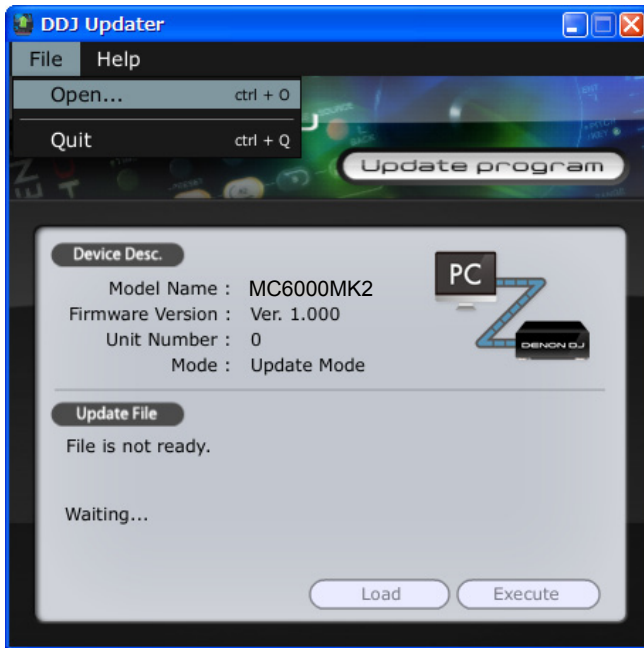 DDJ Updater
File Help
Open... ctrl + O
Quit ctrl + Q
Update program
Device Desc.
PC
DENON DJ
Model Name : MC6000MK2
Firmware Version : Ver. 1.000
Unit Number : 0
Mode : Update Mode
Update File
File is not ready.
Waiting...
Load Execute